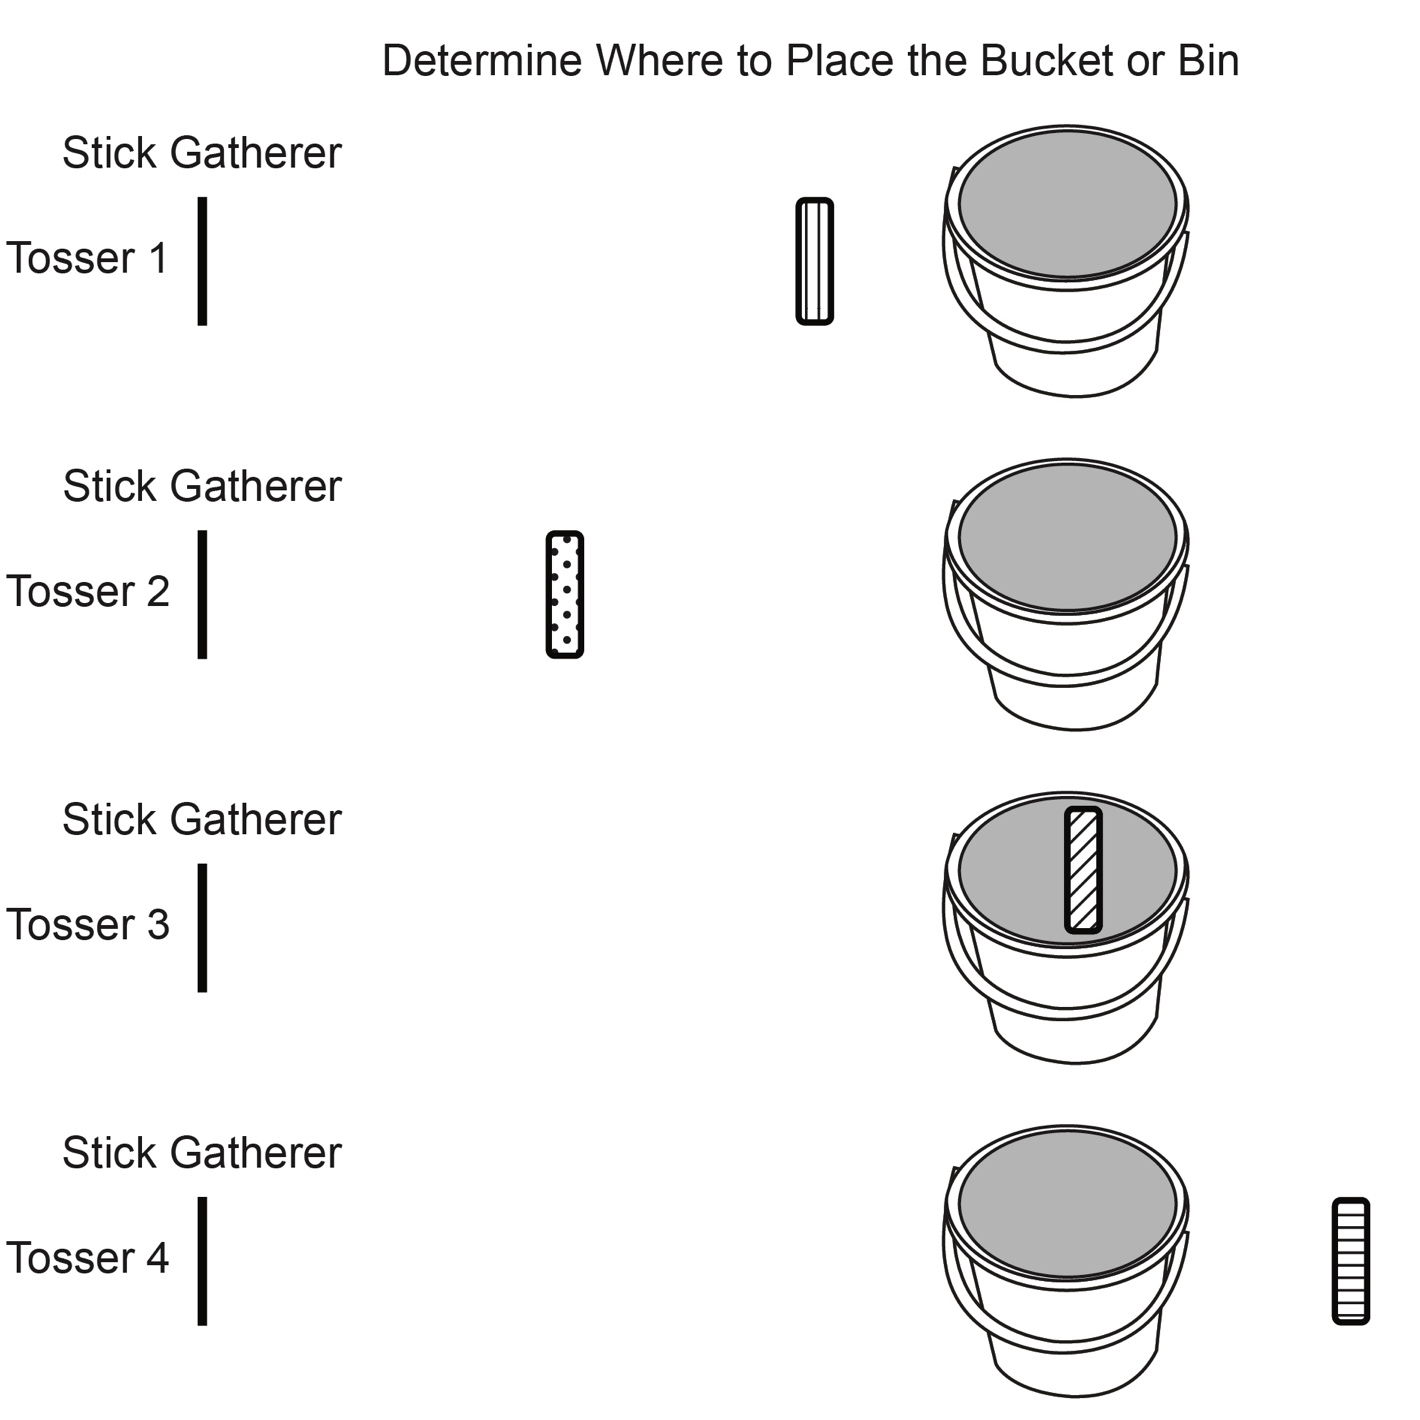 Determine Where to Place the Bucket or Bin
Stick Gatherer
Tosser 1
Stick Gatherer
Tosser 2
Stick Gatherer
Tosser 3
Stick Gatherer
Tosser 4